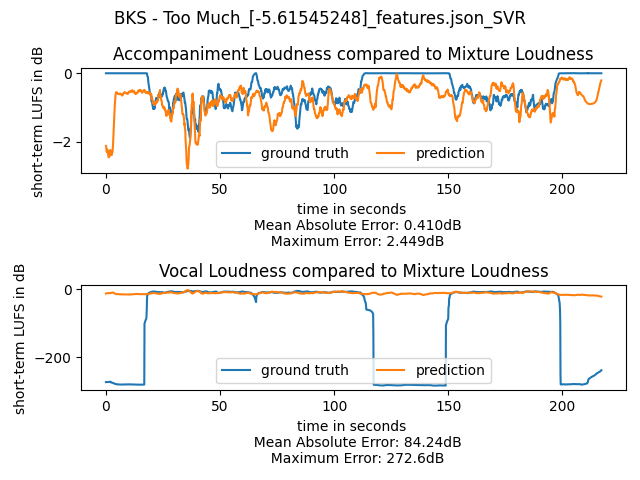 BKS - Too Much_[-5.61545248]_features.json_SVR
Accompaniment Loudness compared to Mixture Loudness
short-term LUFS in dB
0
−2
ground truth
prediction
0
50
100
150
200
time in seconds
Mean Absolute Error: 0.410dB
Maximum Error: 2.449dB
Vocal Loudness compared to Mixture Loudness
short-term LUFS in dB
0
−200
ground truth
prediction
0
50
100
150
200
time in seconds
Mean Absolute Error: 84.24dB
Maximum Error: 272.6dB